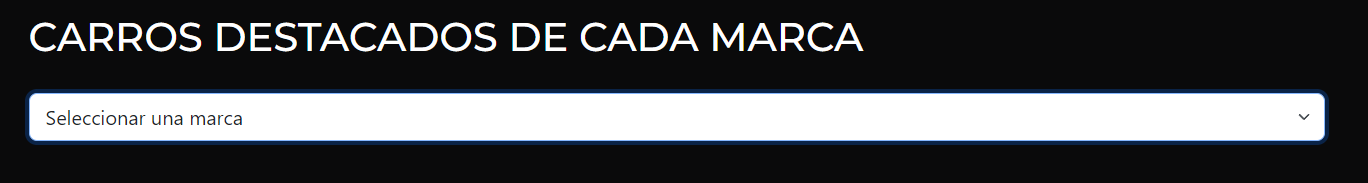 CARROS DESTACADOS DE CADA MARCA
Seleccionar una marca